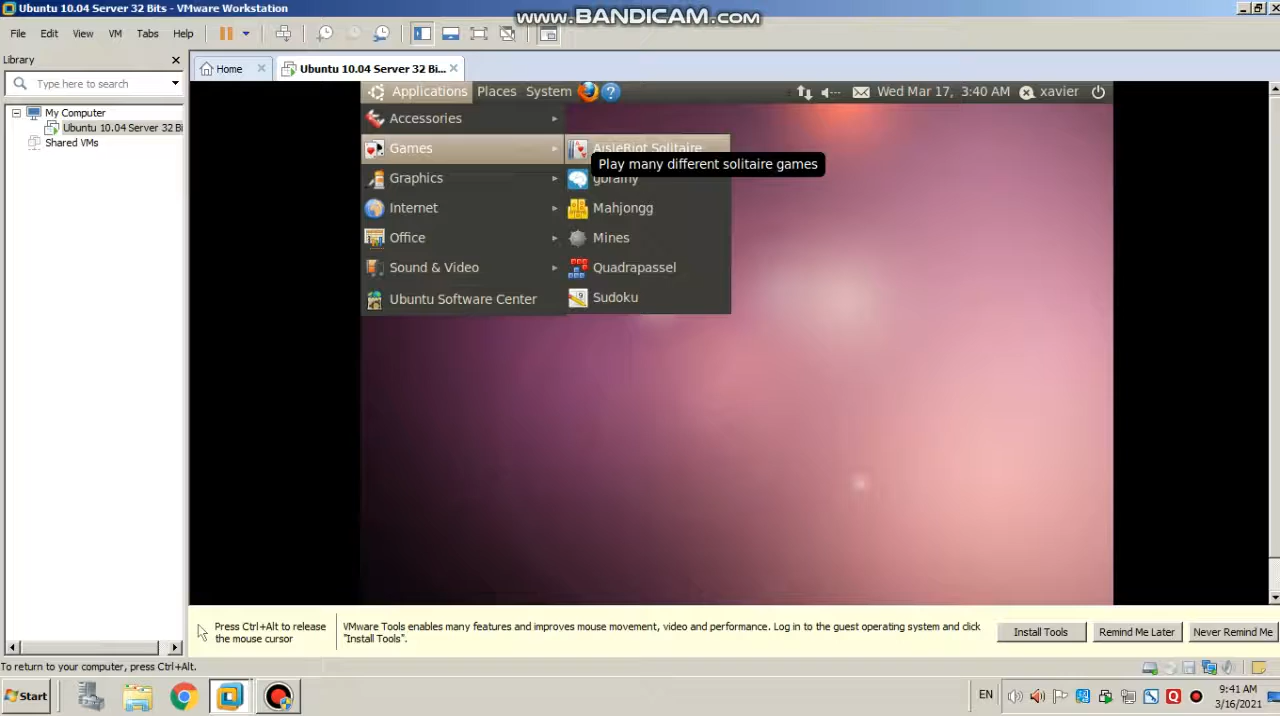 Ubuntu 10.04 Server 32 Bits - VMware Workstation
www.BANDICAM.com
File Edit View VM Tabs Help
Library
Type here to search
My Computer
Ubuntu 10.04 Server 32 Bi
Shared VMs
Home
Ubuntu 10.04 Server 32 Bi...
Applications Places System
Wed Mar 17, 3:40 AM xavier
Accessories
Games
Graphics
Internet
Office
Sound & Video
Ubuntu Software Center
AisleRiot Solitaire
Play many different solitaire games
gbrainy
Mahjongg
Mines
Quadrapassel
Sudoku
Press Ctrl+Alt to release
the mouse cursor
VMware Tools enables many features and improves mouse movement, video and performance. Log in to the guest operating system and click
"Install Tools".
Install Tools
Remind Me Later
Never Remind Me
To return to your computer, press Ctrl+Alt.
Start
EN
9:41 AM
3/16/2021